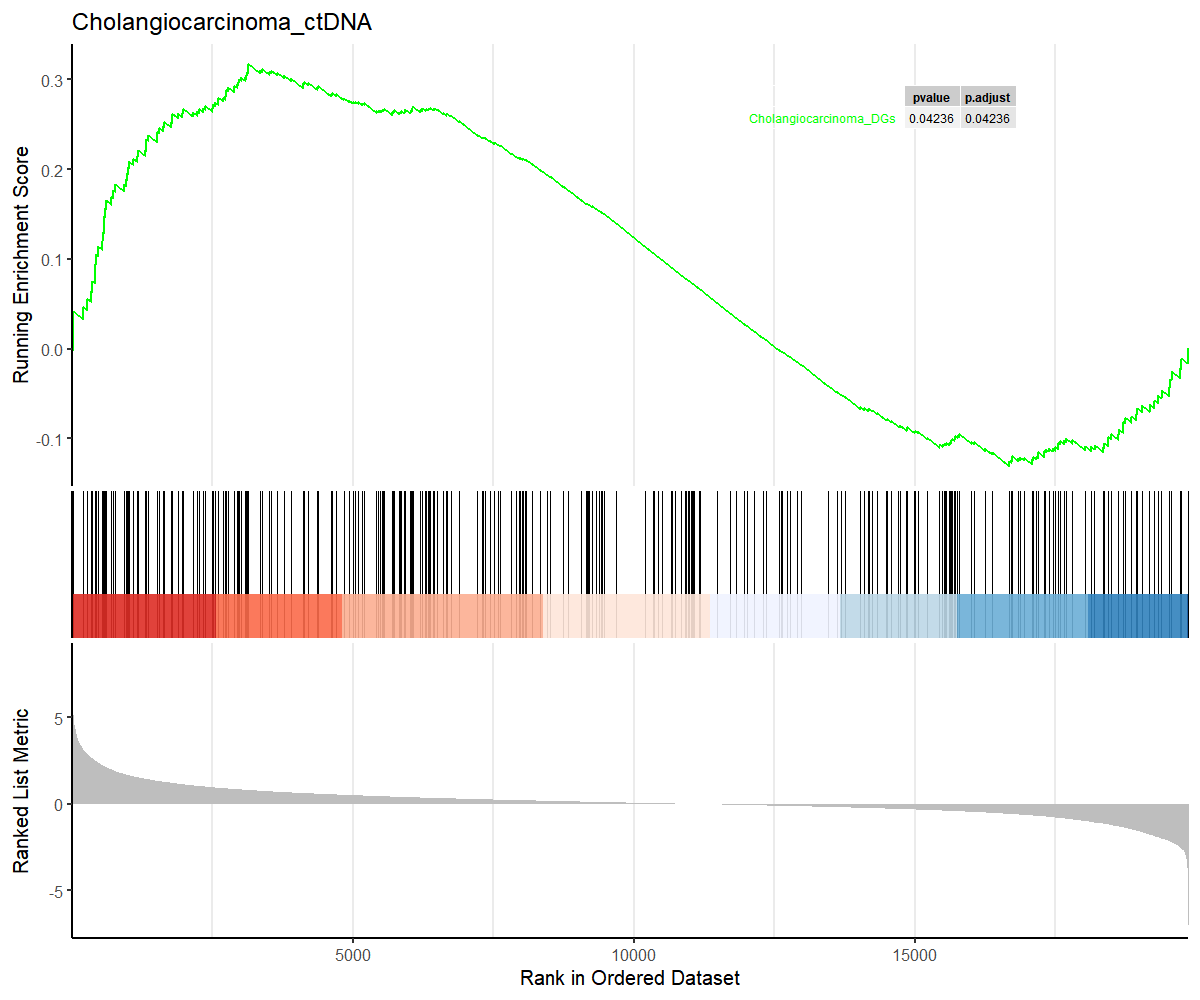 Cholangiocarcinoma_ctDNA
Running Enrichment Score
0.3
0.2
0.1
0.0
-0.1
pvalue p.adjust
Cholangiocarcinoma_DGs 0.04236 0.04236
Ranked List Metric
5
0
-5
5000 10000 15000
Rank in Ordered Dataset